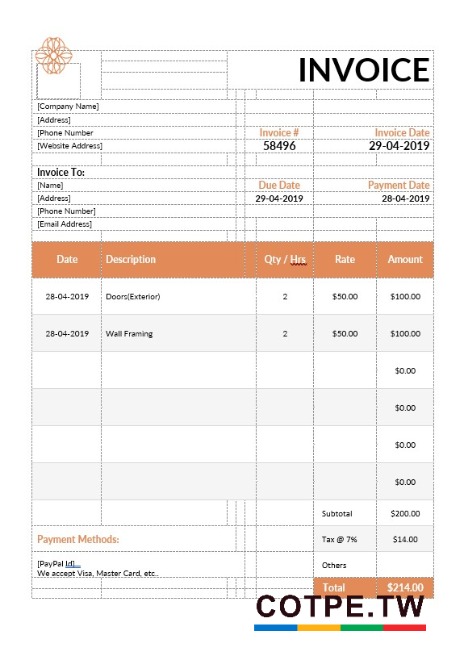 INVOICE
[Company Name]
[Address]
[Phone Number Invoice # Invoice Date
[Website Address] 58496 29-04-2019
Invoice To:
[Name] Due Date Payment Date
[Address] 29-04-2019 28-04-2019
[Phone Number]
[Email Address]
Date Description Qty / Hrs Rate Amount
28-04-2019 Doors(Exterior) 2 $50.00 $100.00
28-04-2019 Wall Framing 2 $50.00 $100.00
$0.00
$0.00
$0.00
$0.00
Subtotal $200.00
Payment Methods: Tax @ 7% $14.00
[PayPal Id]... Others
We accept Visa, Master Card, etc..
Total $214.00
COTPE.TW